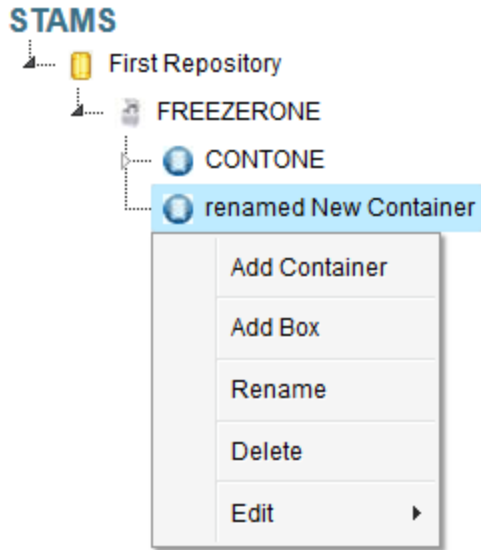 STAMS
First Repository
FREEZERONE
CONTONE
renamed New Container
Add Container
Add Box
Rename
Delete
Edit